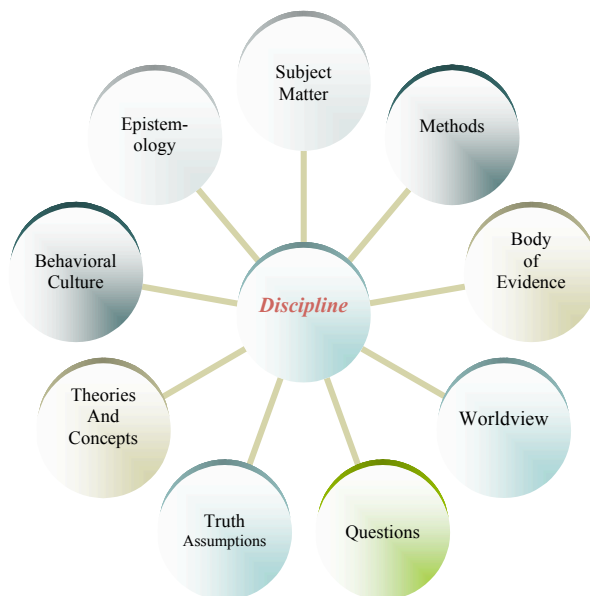 Subject
Matter
Methods
Body
of
Evidence
Worldview
Questions
Truth
Assumptions
Theories
And
Concepts
Behavioral
Culture
Epistem-
ology
Discipline